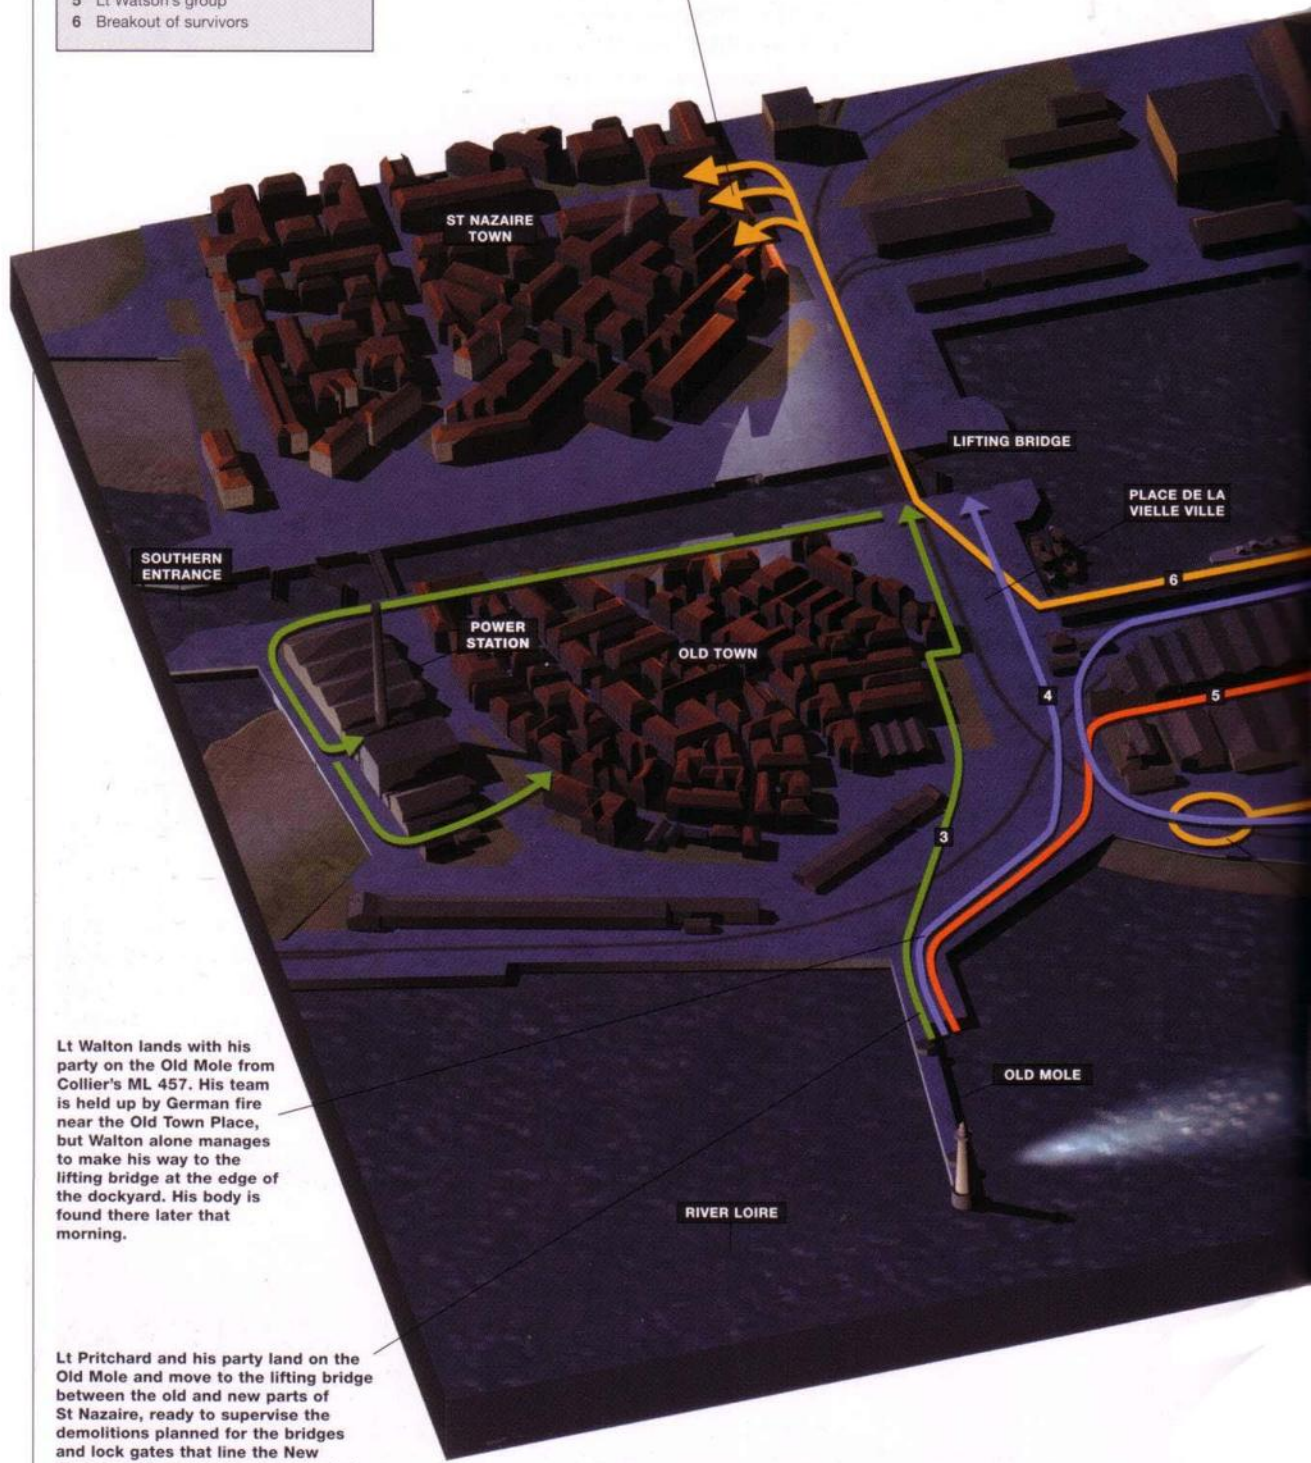 5 Lt Watson's group
6 Breakout of survivors
ST NAZAIRE
TOWN
LIFTING BRIDGE
PLACE DE LA
VIELLE VILLE
SOUTHERN
ENTRANCE
6
POWER
STATION
OLD TOWN
4
5
3
Lt Walton lands with his
party on the Old Mole from
Collier's ML 457. His team
is held up by German fire
near the Old Town Place,
but Walton alone manages
to make his way to the
lifting bridge at the edge of
the dockyard. His body is
found there later that
morning.
OLD MOLE
RIVER LOIRE
Lt Pritchard and his party land on the
Old Mole and move to the lifting bridge
between the old and new parts of
St Nazaire, ready to supervise the
demolitions planned for the bridges
and lock gates that line the New